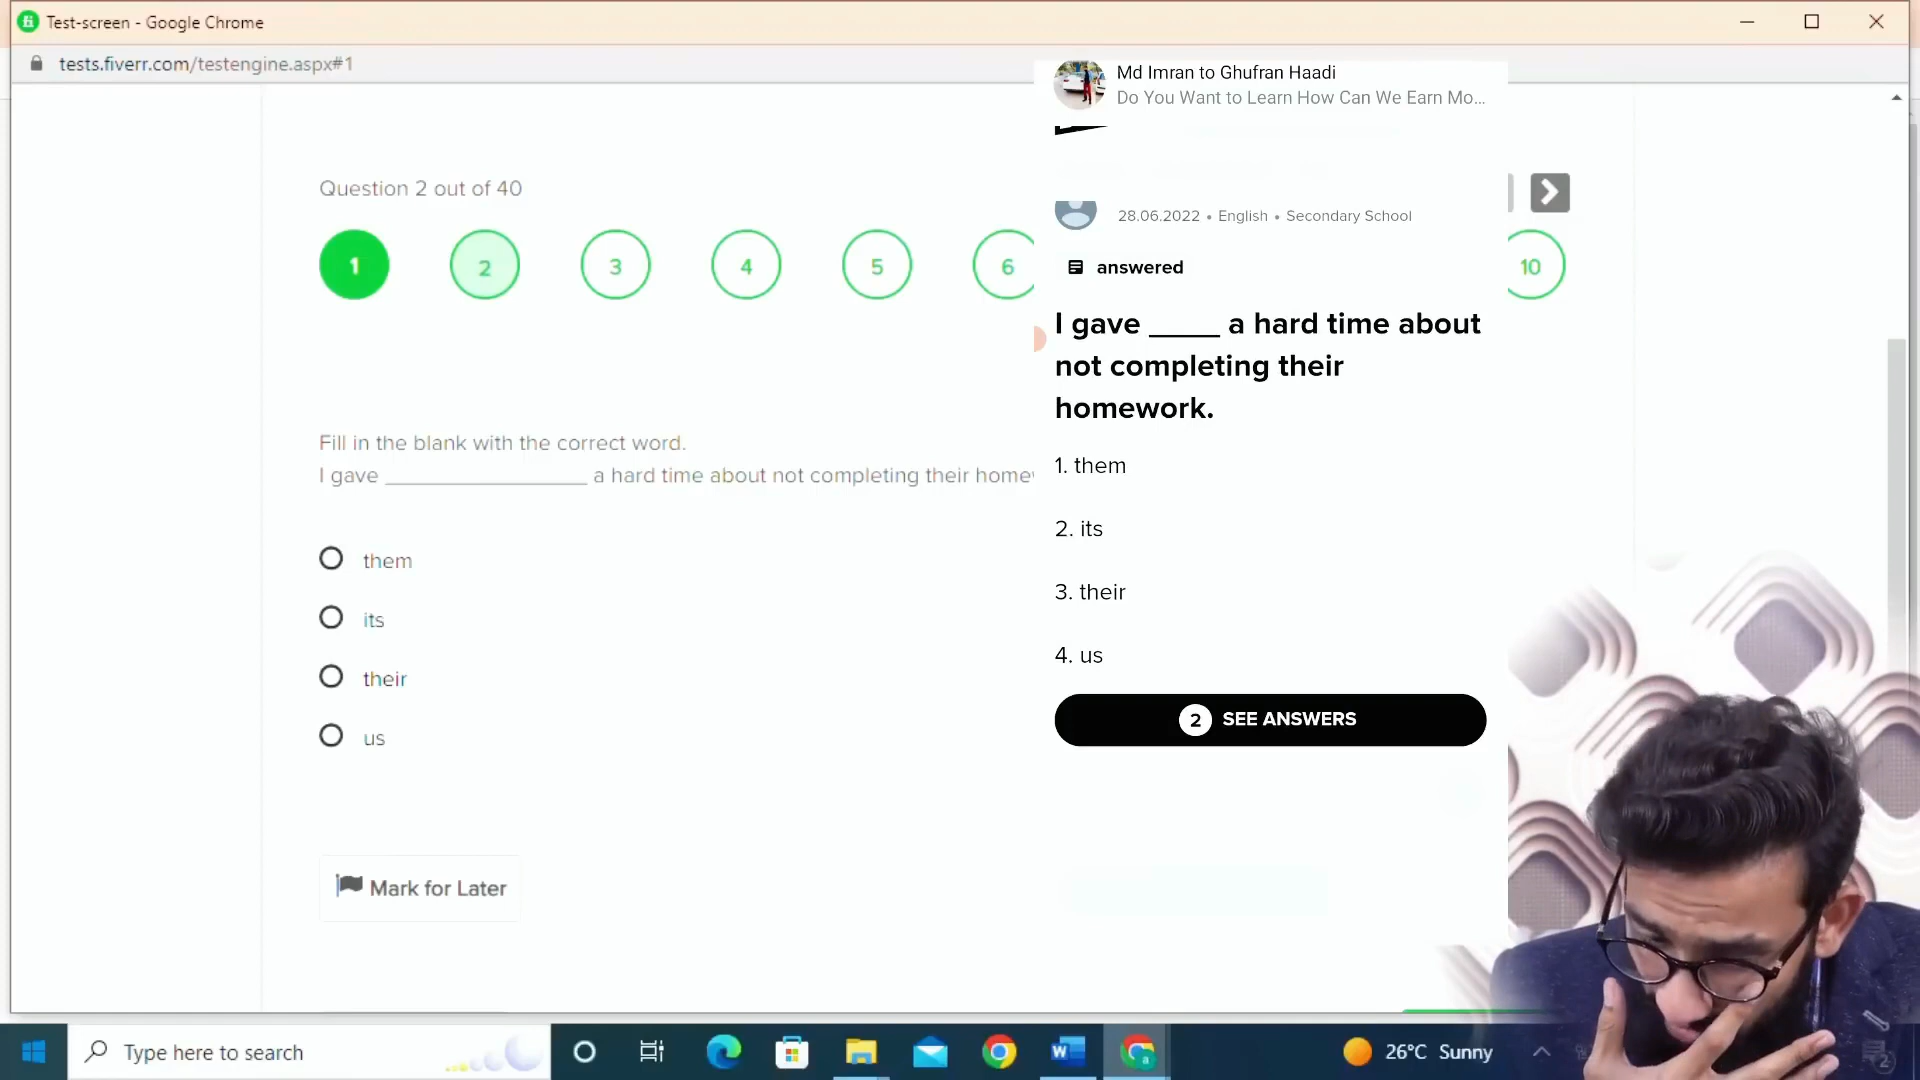 Test-screen - Google Chrome
tests.fiverr.com/testengine.aspx#1
Md Imran to Ghufran Haadi
Do You Want to Learn How Can We Earn Mo...
Question 2 out of 40
1 2 3 4 5 6 10
28.06.2022 • English • Secondary School
answered
I gave ____ a hard time about
not completing their
homework.
1. them
2. its
3. their
4. us
2 SEE ANSWERS
Fill in the blank with the correct word.
I gave ________________ a hard time about not completing their home
them
its
their
us
Mark for Later
Type here to search
26°C Sunny